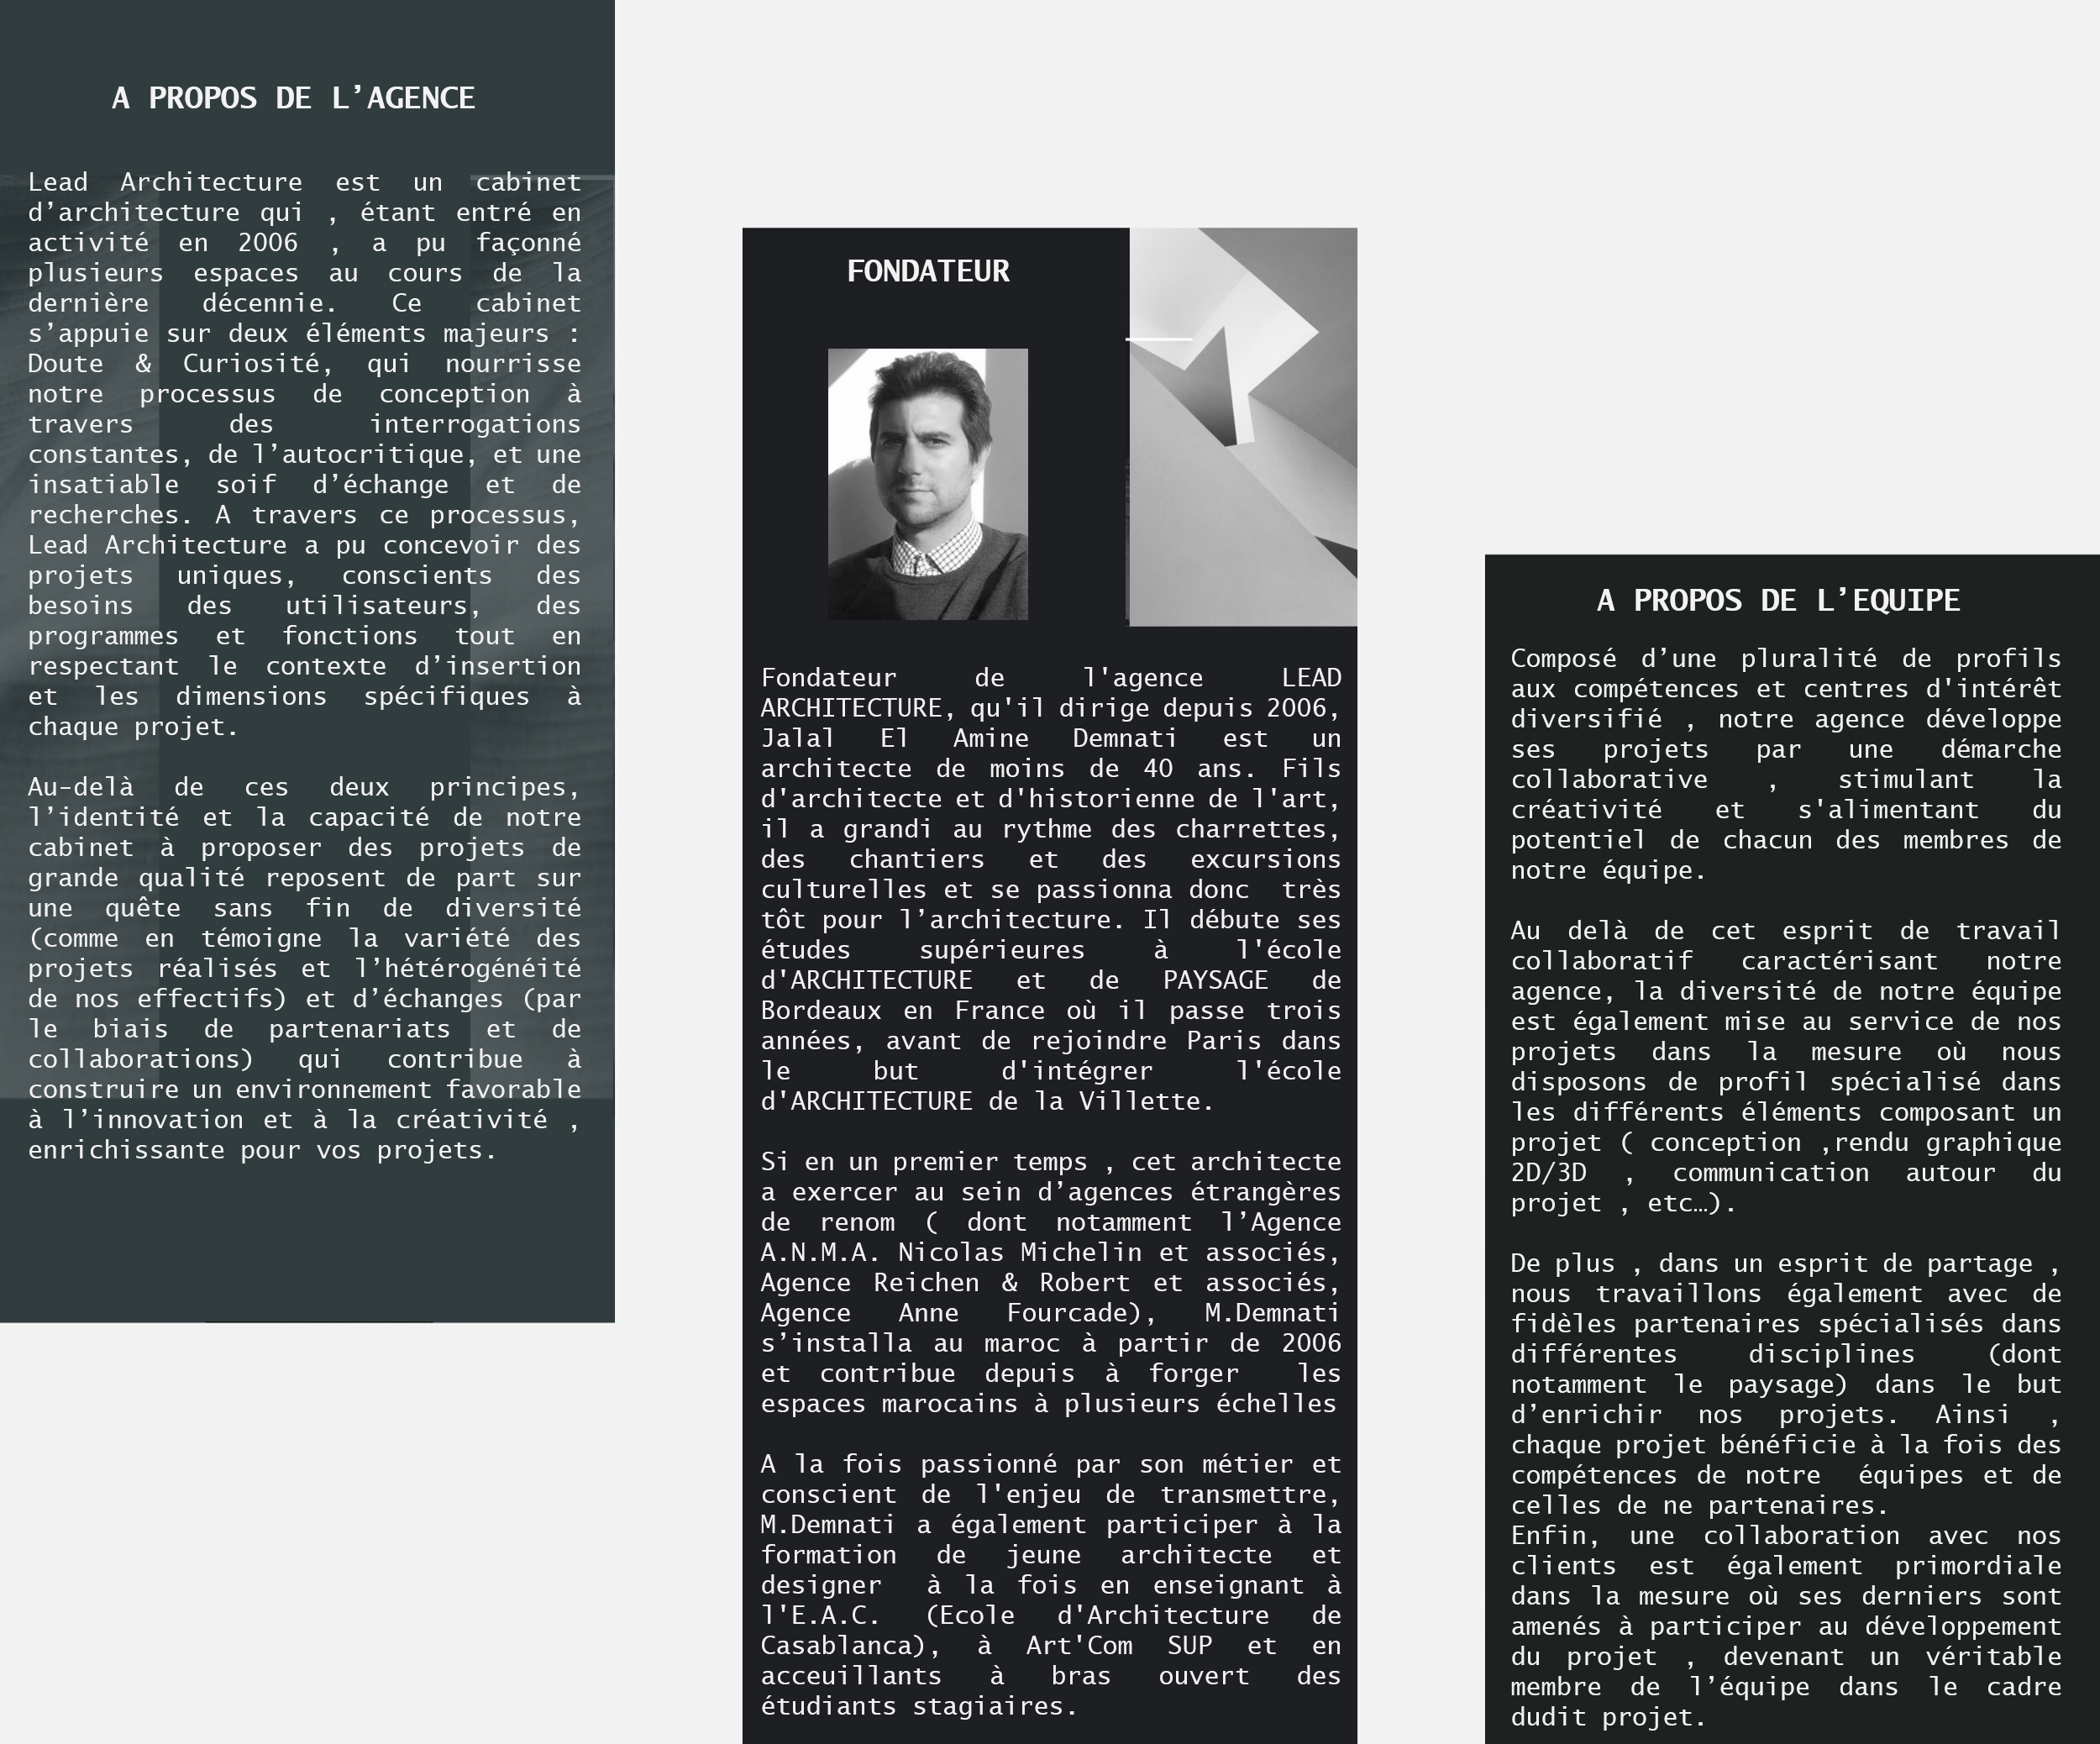 A PROPOS DE L’AGENCE
Lead Architecture est un cabinet
d’architecture qui , étant entré en
activité en 2006 , a pu façonné
plusieurs espaces au cours de la
dernière décennie. Ce cabinet
s’appuie sur deux éléments majeurs :
Doute & Curiosité, qui nourrisse
notre processus de conception à
travers des interrogations
constantes, de l’autocritique, et une
insatiable soif d’échange et de
recherches. A travers ce processus,
Lead Architecture a pu concevoir des
projets uniques, conscients des
besoins des utilisateurs, des
programmes et fonctions tout en
respectant le contexte d’insertion
et les dimensions spécifiques à
chaque projet.
Au-delà de ces deux principes,
l’identité et la capacité de notre
cabinet à proposer des projets de
grande qualité reposent de part sur
une quête sans fin de diversité
(comme en témoigne la variété des
projets réalisés et l’hétérogénéité
de nos effectifs) et d’échanges (par
le biais de partenariats et de
collaborations) qui contribue à
construire un environnement favorable
à l’innovation et à la créativité ,
enrichissante pour vos projets.
FONDATEUR
Fondateur de l'agence LEAD
ARCHITECTURE, qu'il dirige depuis 2006,
Jalal El Amine Demnati est un
architecte de moins de 40 ans. Fils
d'architecte et d'historienne de l'art,
il a grandi au rythme des charrettes,
des chantiers et des excursions
culturelles et se passionna donc très
tôt pour l’architecture. Il débute ses
études supérieures à l'école
d'ARCHITECTURE et de PAYSAGE de
Bordeaux en France où il passe trois
années, avant de rejoindre Paris dans
le but d'intégrer l'école
d'ARCHITECTURE de la Villette.
Si en un premier temps , cet architecte
a exercer au sein d’agences étrangères
de renom ( dont notamment l’Agence
A.N.M.A. Nicolas Michelin et associés,
Agence Reichen & Robert et associés,
Agence Anne Fourcade), M.Demnati
s’installa au maroc à partir de 2006
et contribue depuis à forger les
espaces marocains à plusieurs échelles
A la fois passionné par son métier et
conscient de l'enjeu de transmettre,
M.Demnati a également participer à la
formation de jeune architecte et
designer à la fois en enseignant à
l'E.A.C. (Ecole d'Architecture de
Casablanca), à Art'Com SUP et en
acceuillants à bras ouvert des
étudiants stagiaires.
A PROPOS DE L’EQUIPE
Composé d’une pluralité de profils
aux compétences et centres d'intérêt
diversifié , notre agence développe
ses projets par une démarche
collaborative , stimulant la
créativité et s'alimentant du
potentiel de chacun des membres de
notre équipe.
Au delà de cet esprit de travail
collaboratif caractérisant notre
agence, la diversité de notre équipe
est également mise au service de nos
projets dans la mesure où nous
disposons de profil spécialisé dans
les différents éléments composant un
projet ( conception ,rendu graphique
2D/3D , communication autour du
projet , etc…).
De plus , dans un esprit de partage ,
nous travaillons également avec de
fidèles partenaires spécialisés dans
différentes disciplines (dont
notamment le paysage) dans le but
d’enrichir nos projets. Ainsi ,
chaque projet bénéficie à la fois des
compétences de notre équipes et de
celles de ne partenaires.
Enfin, une collaboration avec nos
clients est également primordiale
dans la mesure où ses derniers sont
amenés à participer au développement
du projet , devenant un véritable
membre de l’équipe dans le cadre
dudit projet.